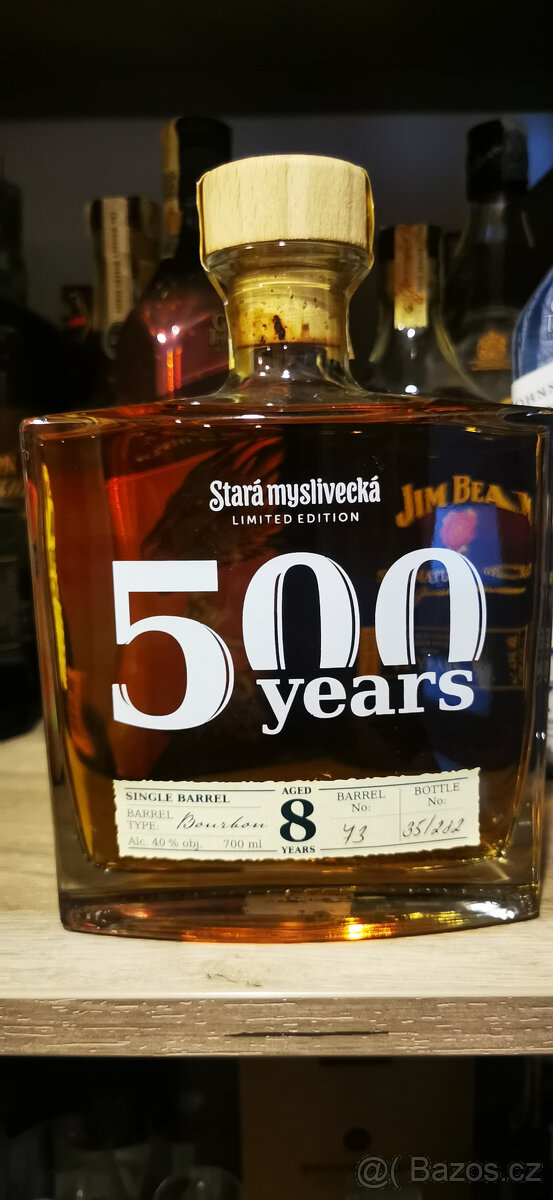 Stará myslivecká
LIMITED EDITION
JIM BEAM
500
years
SINGLE BARREL
BARREL
TYPE: Bourbon
Alc. 40 % obj. 700 ml
AGED
8
YEARS
BARREL
No:
73
BOTTLE
No:
35/282
@( Bazos.cz